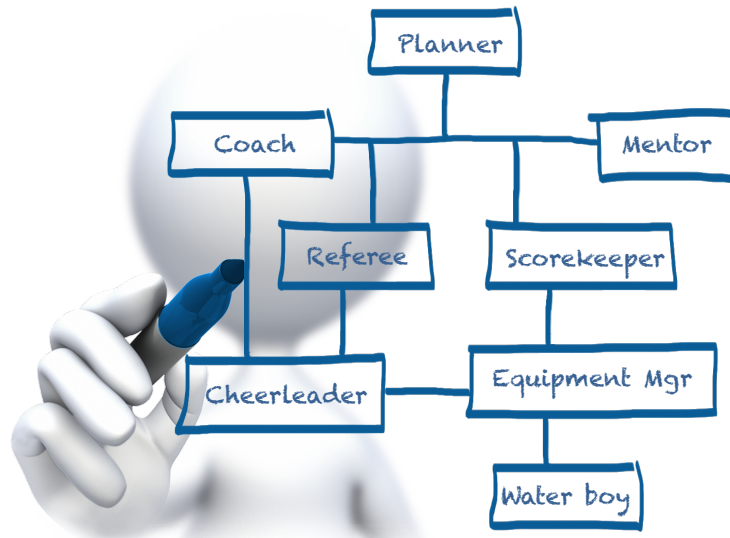 Planner
Coach
Mentor
Referee
Scorekeeper
Cheerleader
Equipment Mgr
Water boy